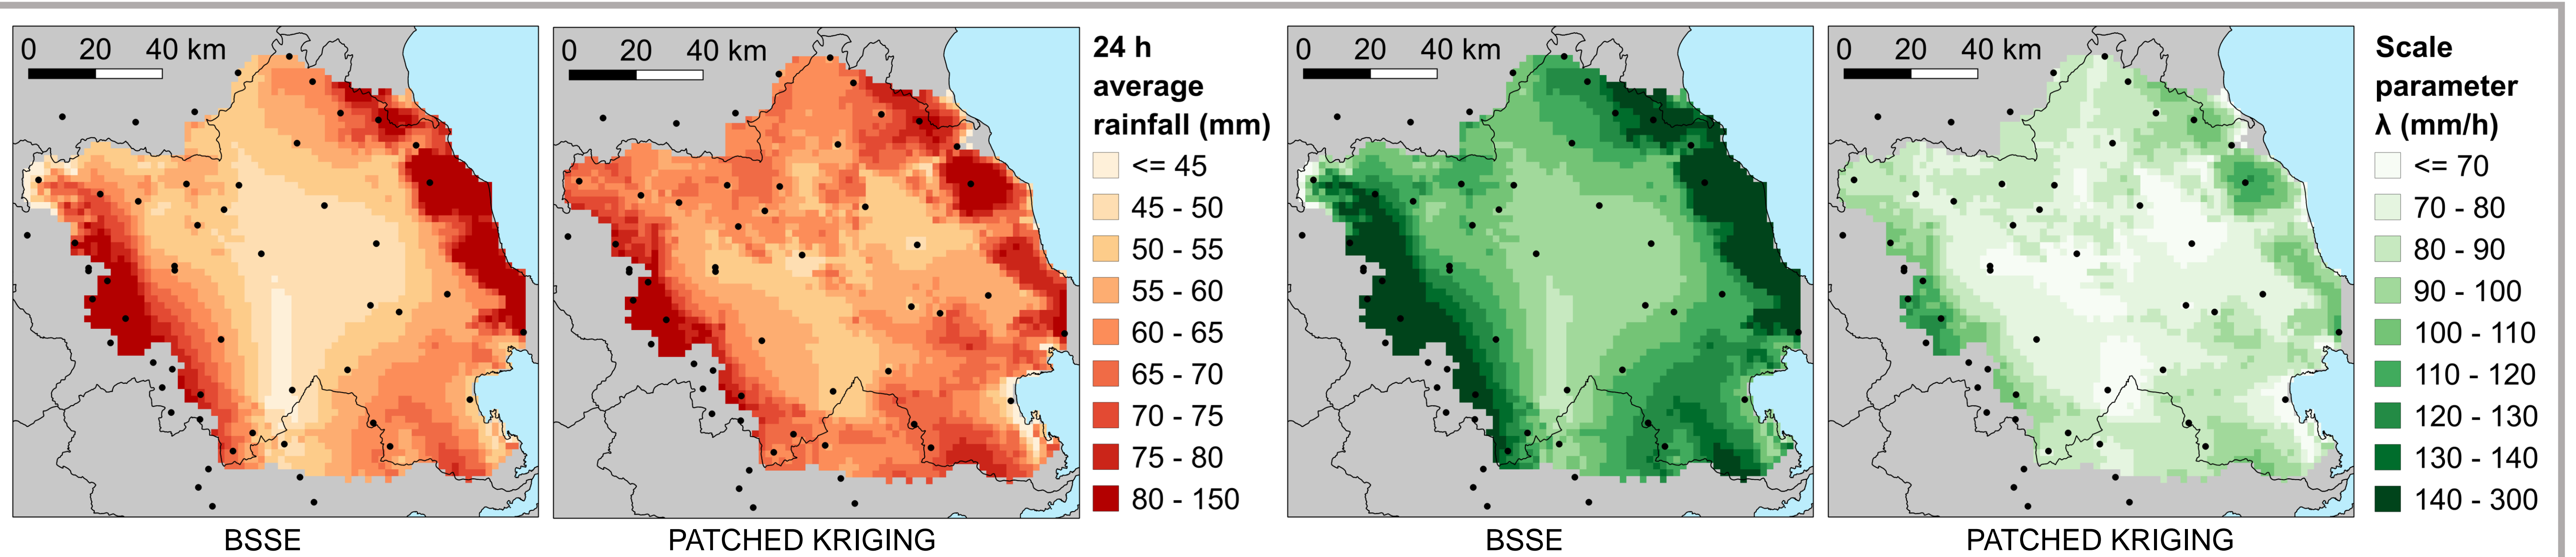 0 20 40 km
0 20 40 km
24 h
average
rainfall (mm)
<= 45
45 - 50
50 - 55
55 - 60
60 - 65
65 - 70
70 - 75
75 - 80
80 - 150
BSSE
PATCHED KRIGING
0 20 40 km
0 20 40 km
Scale
parameter
λ (mm/h)
<= 70
70 - 80
80 - 90
90 - 100
100 - 110
110 - 120
120 - 130
130 - 140
140 - 300
BSSE
PATCHED KRIGING